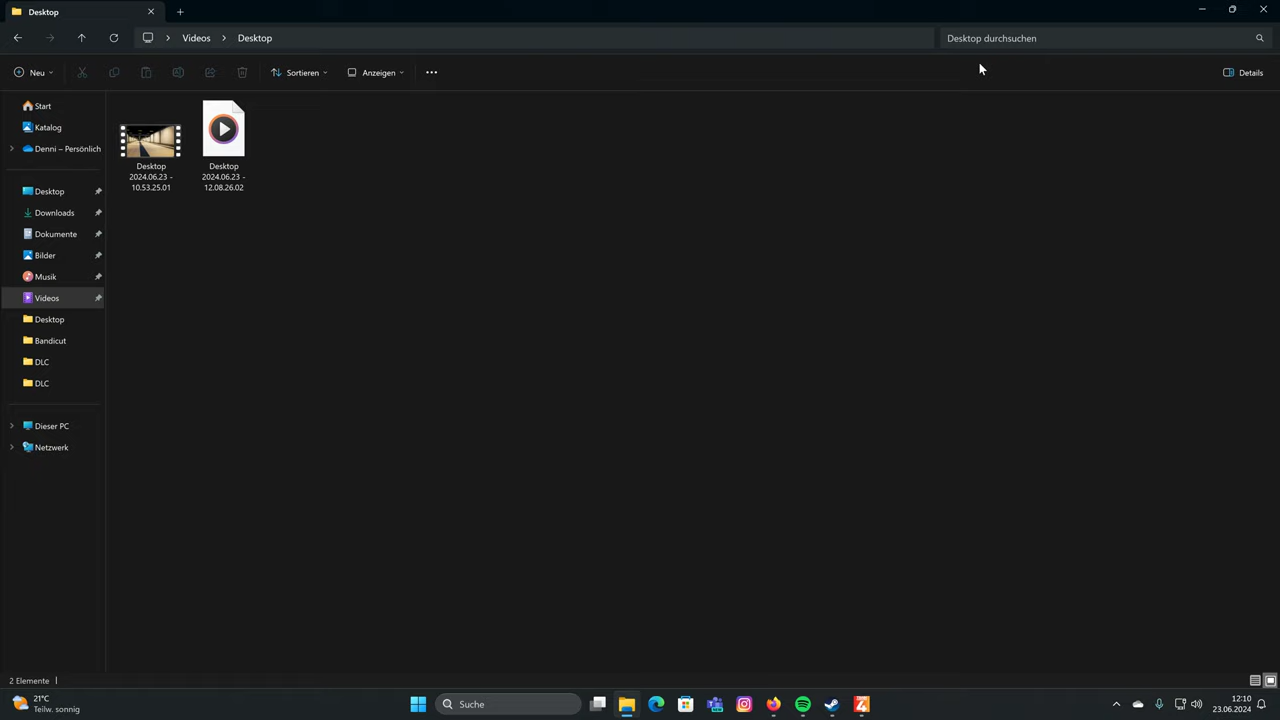 Desktop
Videos
Desktop
Desktop durchsuchen
Neu
Sortieren
Anzeigen
Details
Start
Katalog
Denni – Persönlich
Desktop
Downloads
Dokumente
Bilder
Musik
Videos
Desktop
Bandicut
DLC
DLC
Dieser PC
Netzwerk
Desktop
2024.06.23 -
10.53.25.01
Desktop
2024.06.23 -
12.08.26.02
2 Elemente
21°C
Teilw. sonnig
Suche
12:10
23.06.2024